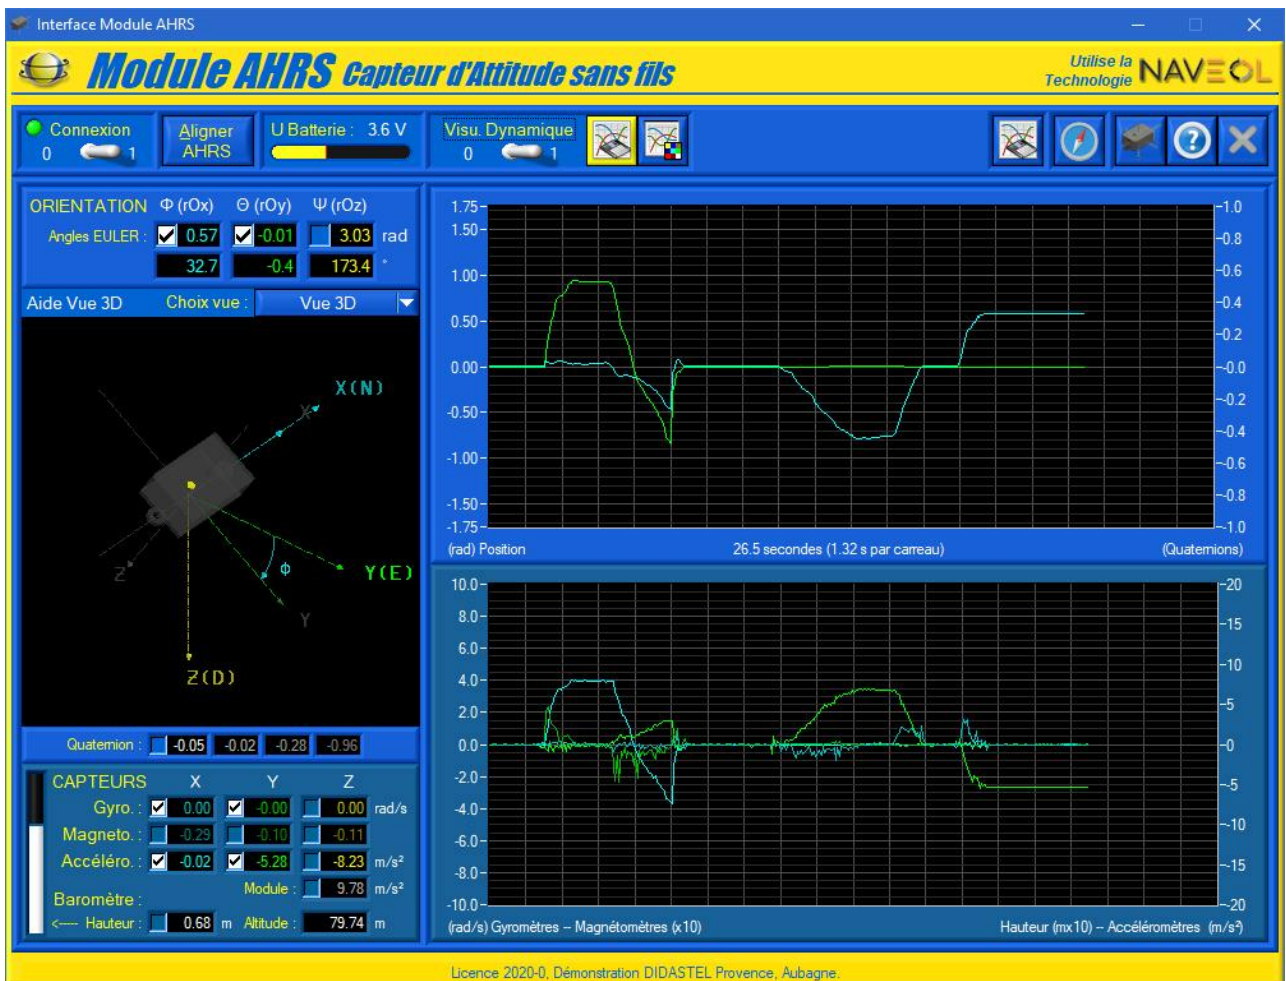 Interface Module AHRS
Module AHRS Capteur d'Attitude sans fils
Utilise la
Technologie NAVEOL
Connexion
0 1
Aligner
AHRS
U Batterie : 3.6 V
Visu. Dynamique
0 1
ORIENTATION Φ (rOx) Θ (rOy) Ψ (rOz)
Angles EULER : 0.57 -0.01 3.03 rad
32.7 -0.4 173.4 °
Aide Vue 3D Choix vue : Vue 3D
X(N)
X
Z
Φ
Y(E)
Y
Z(D)
Quaternion : -0.05 -0.02 -0.28 -0.96
CAPTEURS X Y Z
Gyro. : 0.00 -0.00 0.00 rad/s
Magneto. : -0.29 -0.10 -0.11
Accéléro. : -0.02 -5.28 -8.23 m/s²
Module : 9.78 m/s²
Baromètre :
<---- Hauteur : 0.68 m Altitude : 79.74 m
1.75 1.0
1.50
0.8
1.00 0.6
0.4
0.50
0.2
0.00 -0.0
-0.2
-0.50
-0.4
-1.00
-0.6
-1.50 -0.8
-1.75 -1.0
(rad) Position 26.5 secondes (1.32 s par carreau) (Quaternions)
10.0 20
8.0
15
6.0
4.0 10
2.0 5
0.0 0
-2.0
-5
-4.0
-10
-6.0
-8.0 -15
-10.0 -20
(rad/s) Gyromètres -- Magnétomètres (x10) Hauteur (mx10) -- Accéléromètres (m/s²)
Licence 2020-0, Démonstration DIDASTEL Provence, Aubagne.